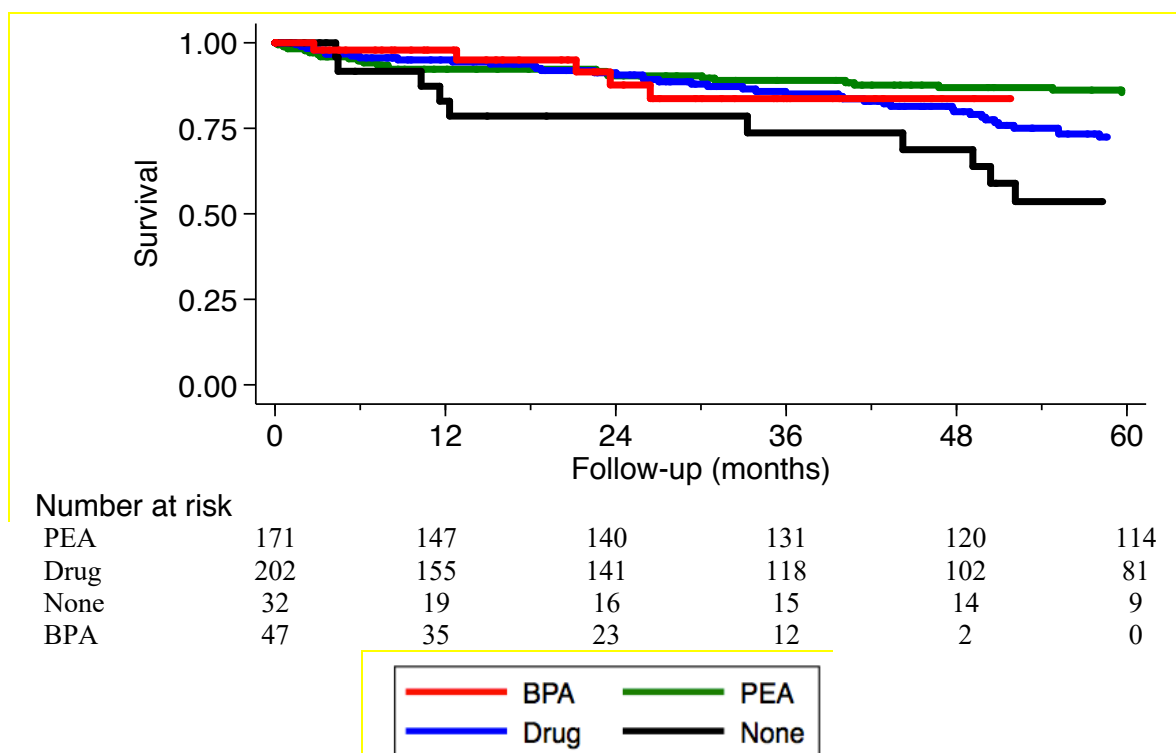 1.00
0.75
0.50
0.25
0.00
Survival
0 12 24 36 48 60
Follow-up (months)
Number at risk
PEA 171 147 140 131 120 114
Drug 202 155 141 118 102 81
None 32 19 16 15 14 9
BPA 47 35 23 12 2 0
BPA PEA
Drug None